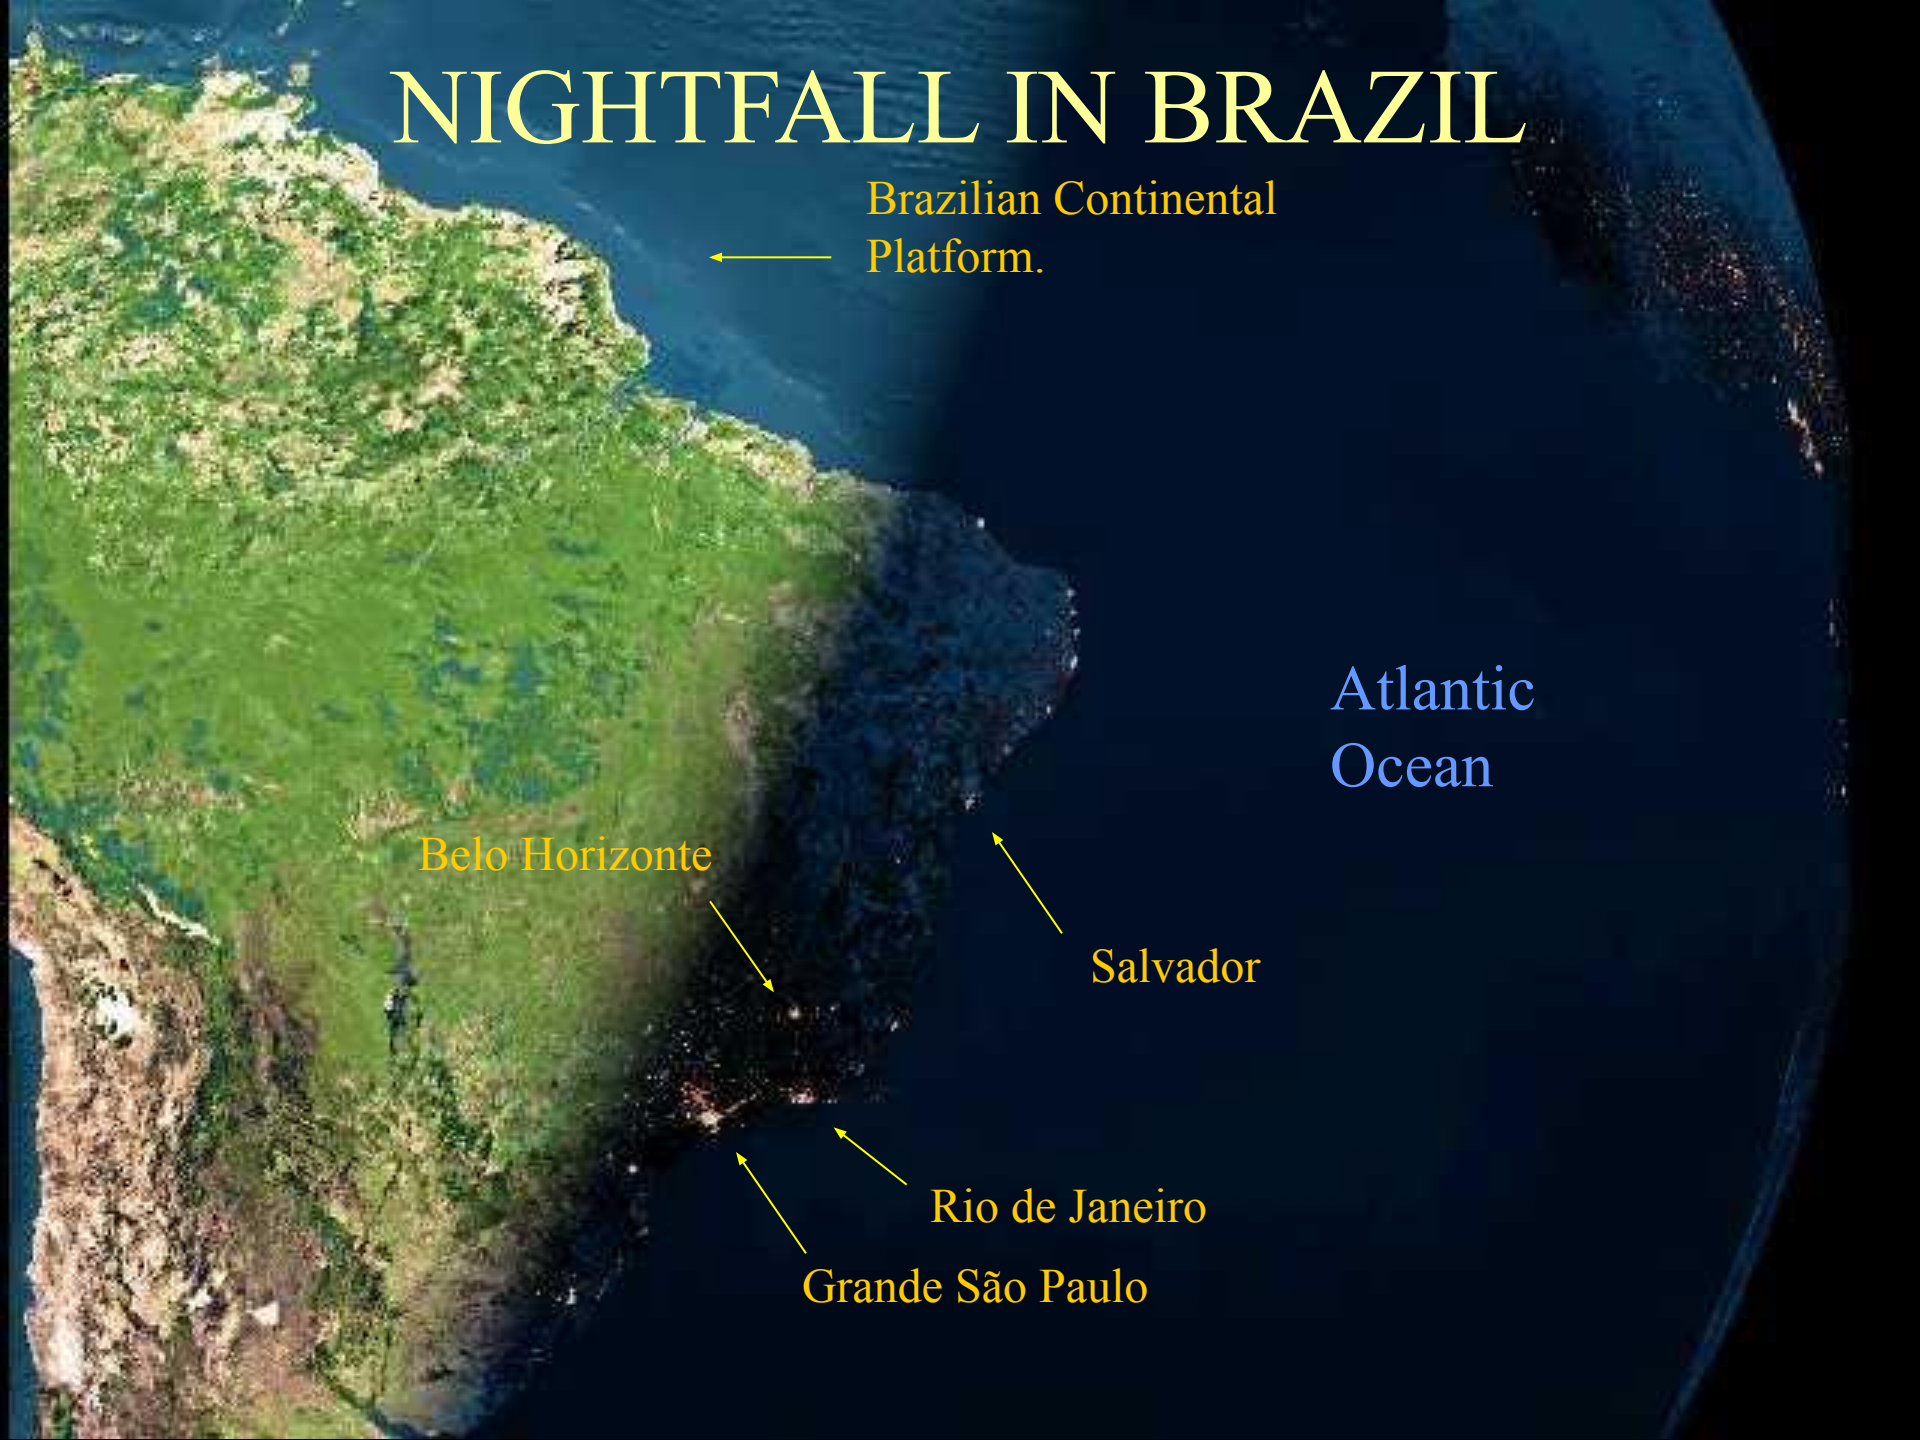 NIGHTFALL IN BRAZIL
Brazilian Continental
Platform.
Atlantic
Ocean
Belo Horizonte
Salvador
Rio de Janeiro
Grande São Paulo